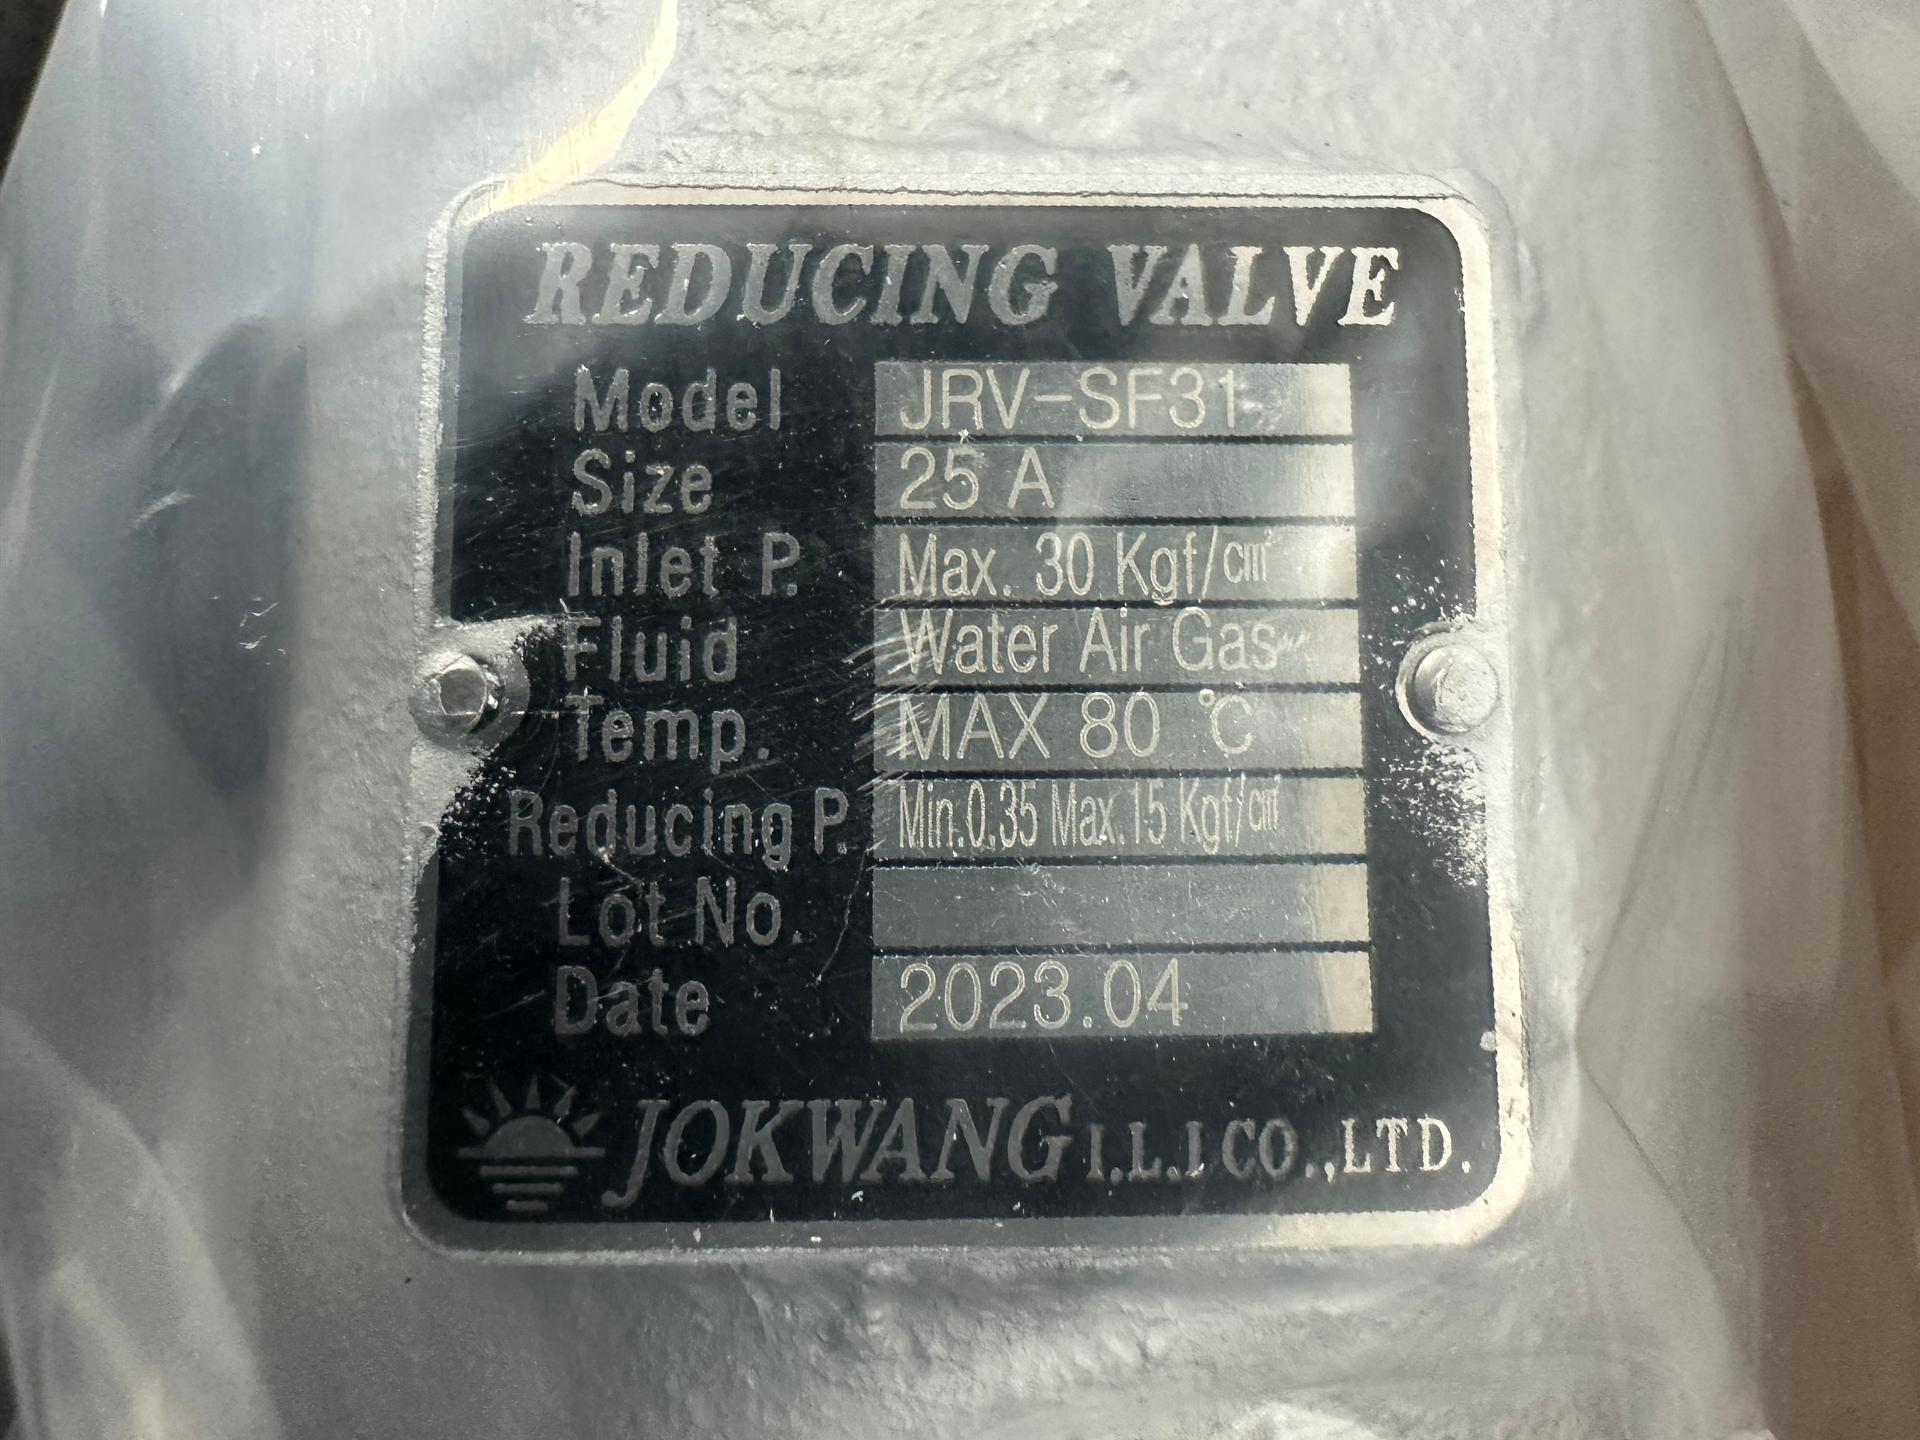 REDUCING VALVE
Model JRV-SF31
Size 25 A
Inlet P. Max. 30 Kgf/㎠
Fluid Water Air Gas
Temp. MAX 80 ℃
Reducing P. Min.0.35 Max.15 Kgf/㎠
Lot No.
Date 2023.04
JOKWANG I.L.I CO.,LTD.